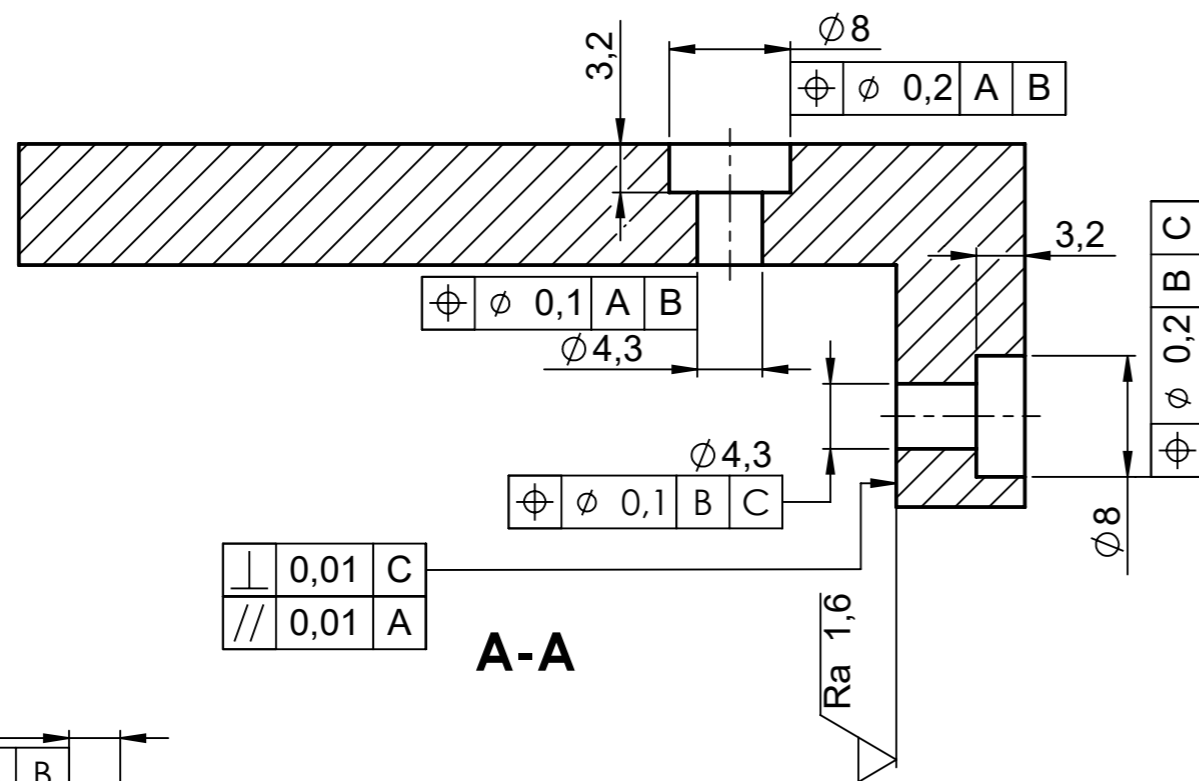 3,2
⌀8
⌖ ⌀ 0,2 A B
3,2
⌖ ⌀ 0,2 B C
⌖ ⌀ 0,1 A B
⌀4,3
⌀4,3
⌖ ⌀ 0,1 B C
⌀8
⊥ 0,01 C
// 0,01 A
A-A
Ra 1,6
B